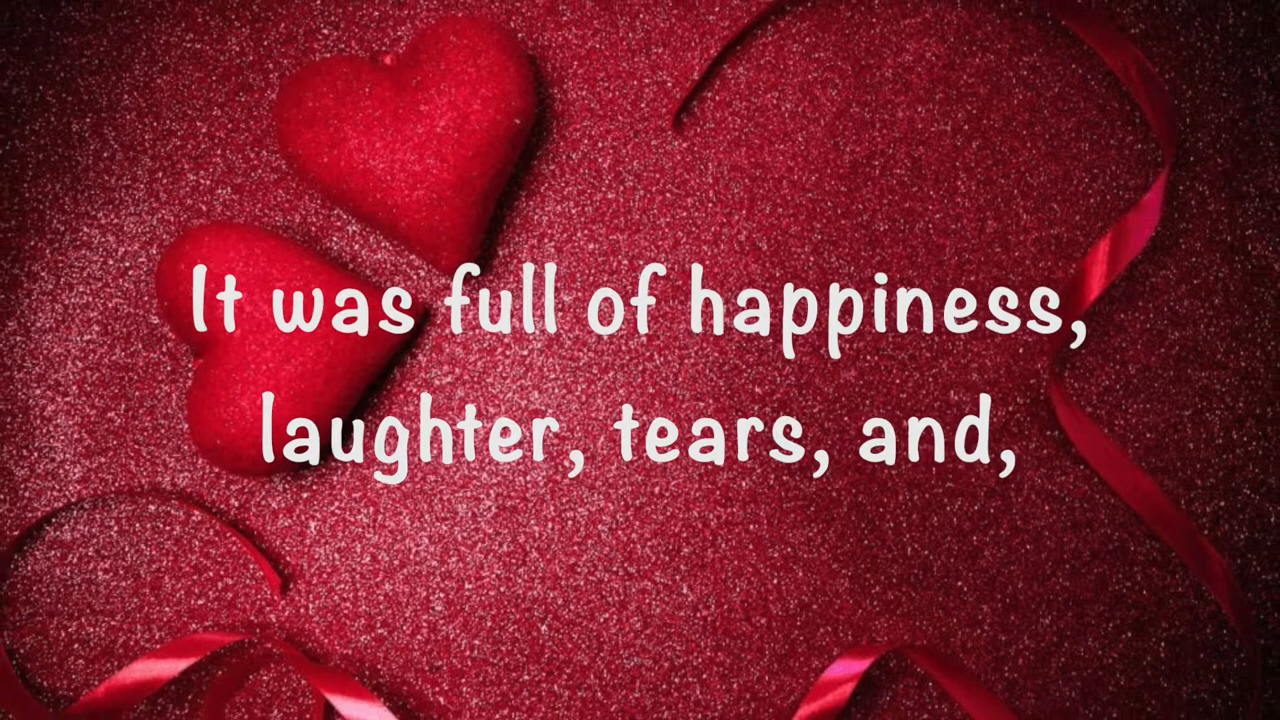 It was full of happiness,
laughter, tears, and,